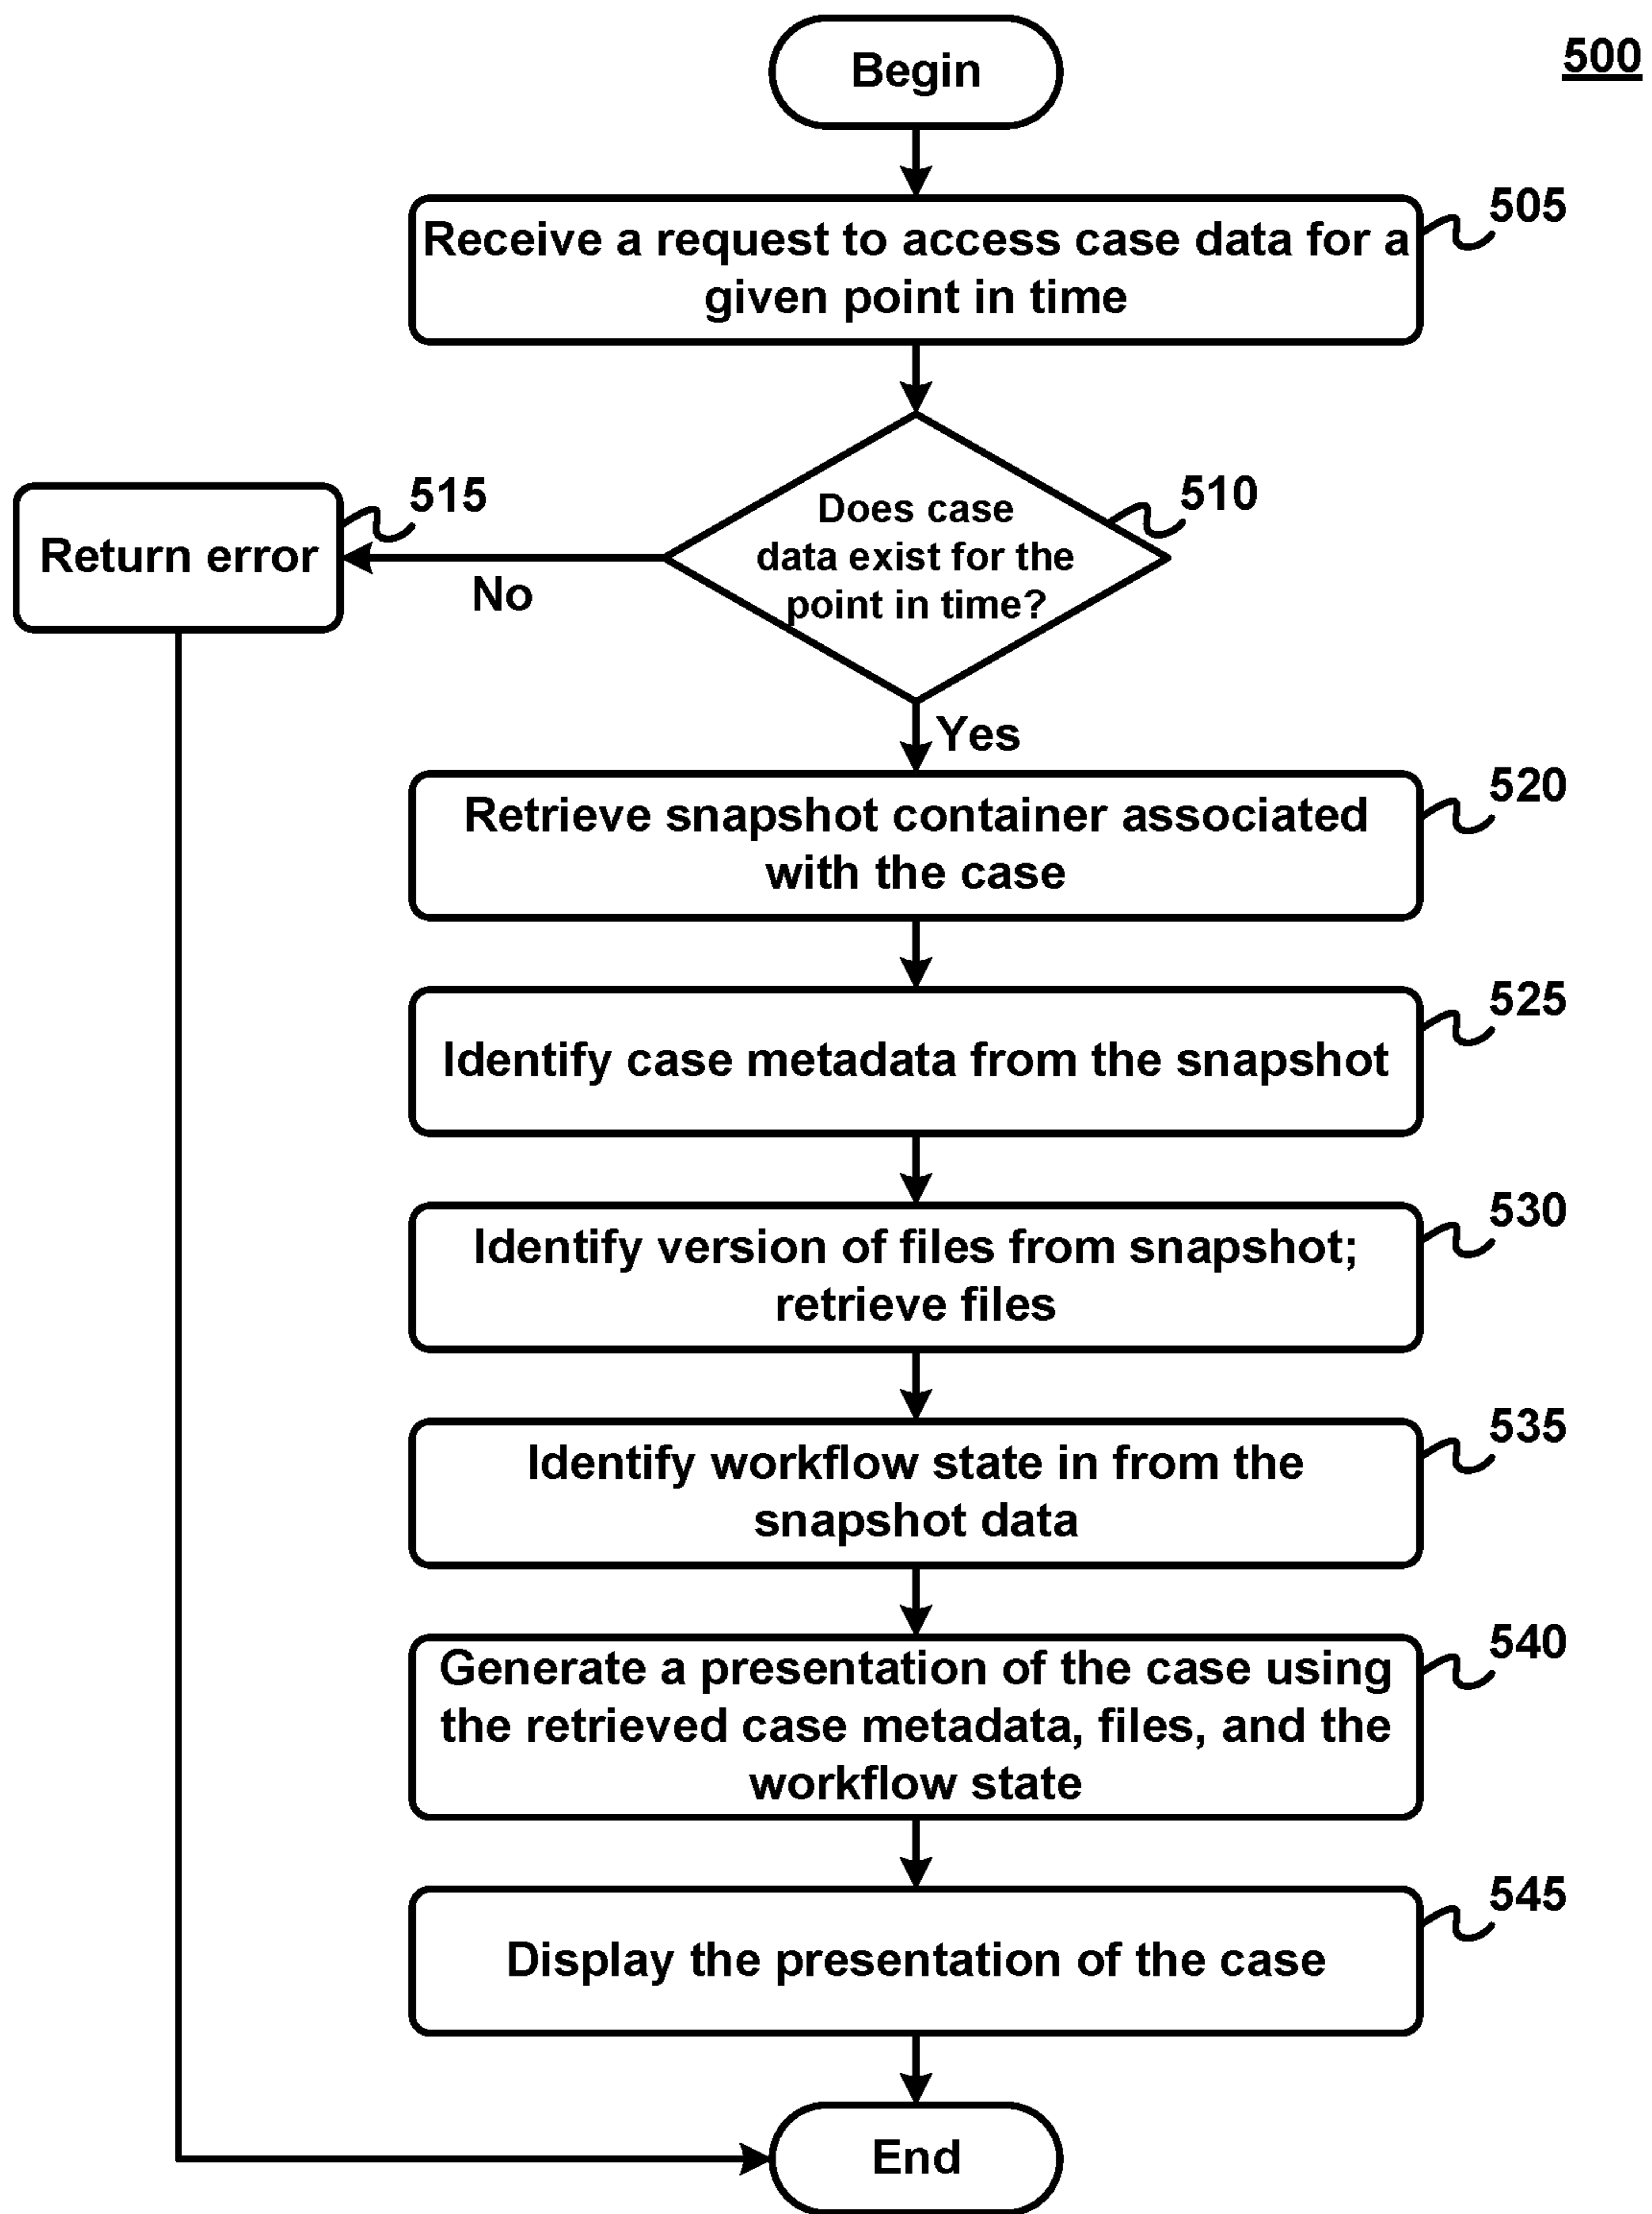 Begin
500
Receive a request to access case data for a
given point in time
505
Does case
data exist for the
point in time?
510
No
Return error
515
Yes
Retrieve snapshot container associated
with the case
520
Identify case metadata from the snapshot
525
Identify version of files from snapshot;
retrieve files
530
Identify workflow state in from the
snapshot data
535
Generate a presentation of the case using
the retrieved case metadata, files, and the
workflow state
540
Display the presentation of the case
545
End